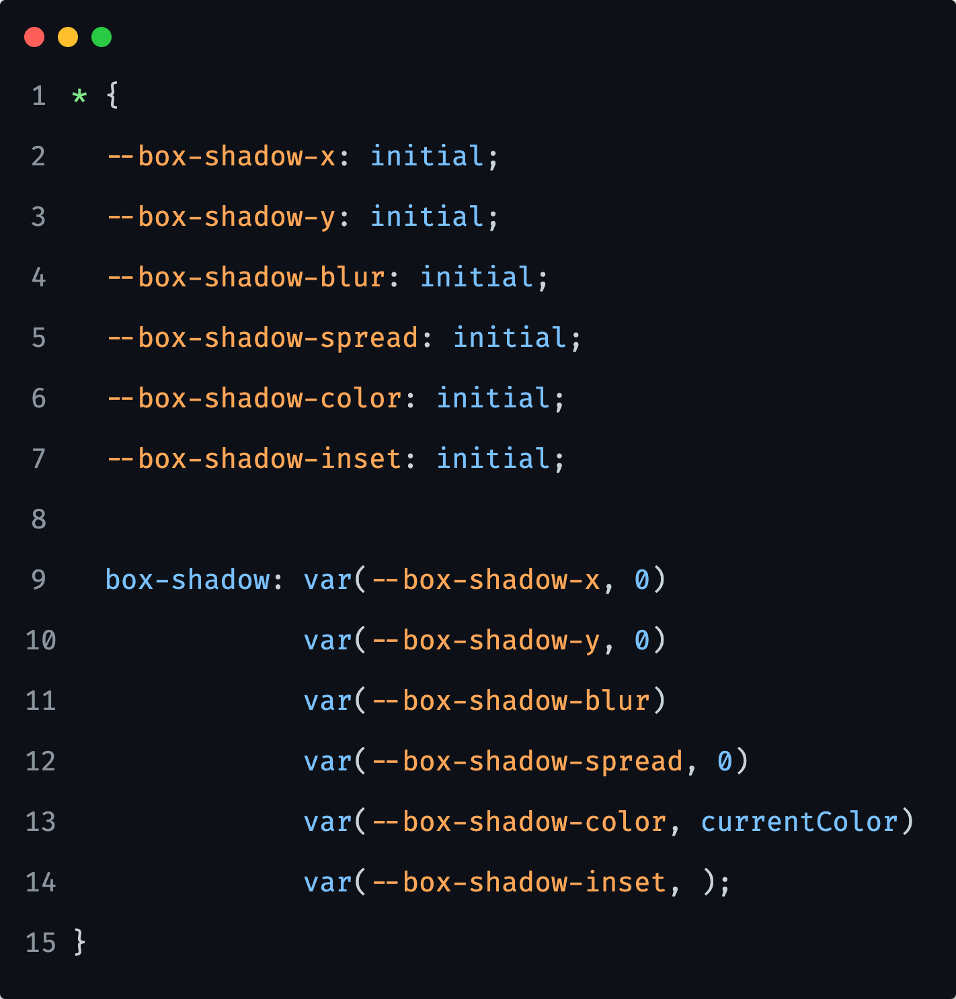 1 * {
2   --box-shadow-x: initial;
3   --box-shadow-y: initial;
4   --box-shadow-blur: initial;
5   --box-shadow-spread: initial;
6   --box-shadow-color: initial;
7   --box-shadow-inset: initial;
8
9   box-shadow: var(--box-shadow-x, 0)
10              var(--box-shadow-y, 0)
11              var(--box-shadow-blur)
12              var(--box-shadow-spread, 0)
13              var(--box-shadow-color, currentColor)
14              var(--box-shadow-inset, );
15 }